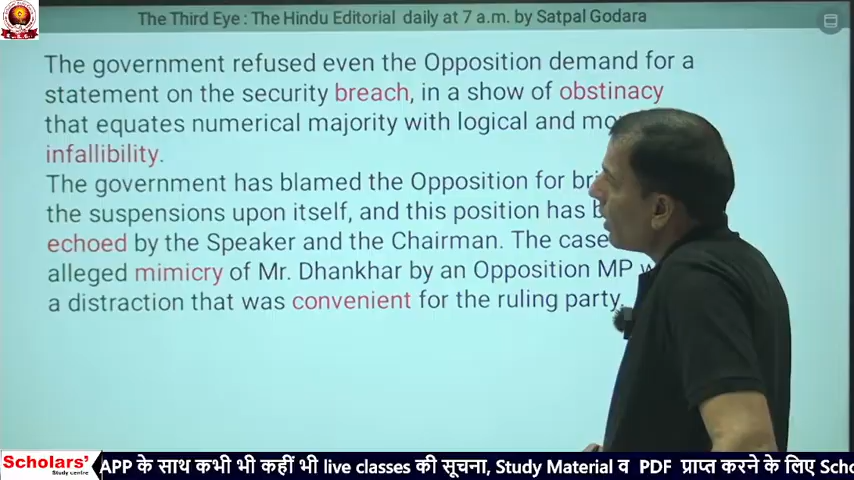 The Third Eye : The Hindu Editorial daily at 7 a.m. by Satpal Godara
The government refused even the Opposition demand for a
statement on the security breach, in a show of obstinacy
that equates numerical majority with logical and
infallibility.
The government has blamed the Opposition for
the suspensions upon itself, and this position has
echoed by the Speaker and the Chairman. The case
alleged mimicry of Mr. Dhankhar by an Opposition MP
a distraction that was convenient for the ruling party.
Scholars'
Study centre
APP के साथ कभी भी कहीं भी live classes की सूचना, Study Material व PDF प्राप्त करने के लिए